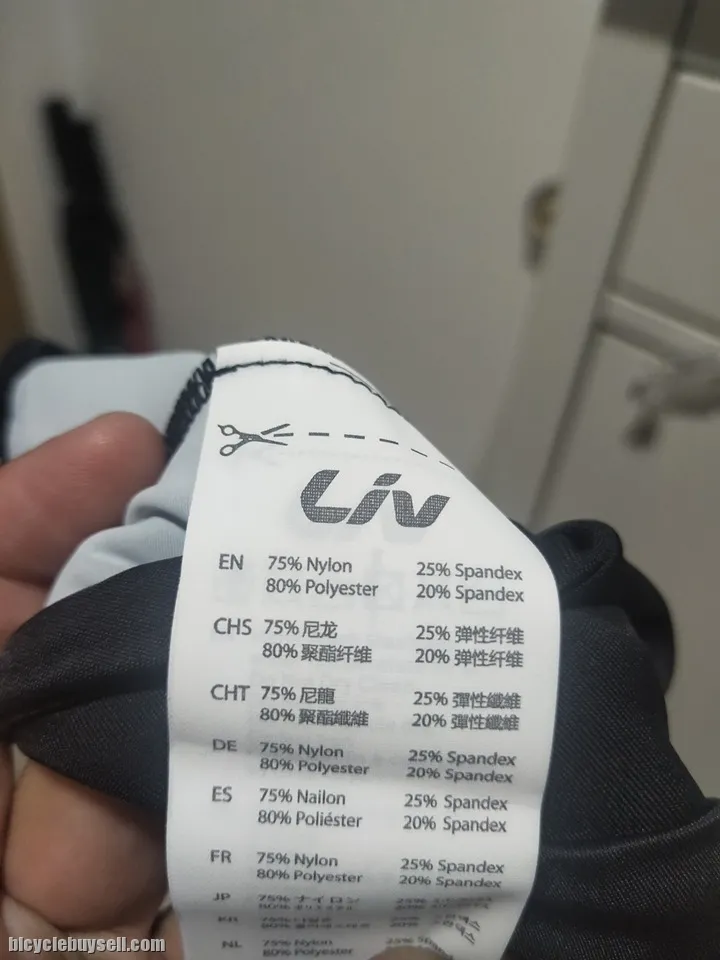 Liv
EN 75% Nylon 25% Spandex
80% Polyester 20% Spandex
CHS 75% 尼龙 25% 弹性纤维
80% 聚酯纤维 20% 弹性纤维
CHT 75% 尼龍 25% 彈性纖維
80% 聚酯纖維 20% 彈性纖維
DE 75% Nylon 25% Spandex
80% Polyester 20% Spandex
ES 75% Nailon 25% Spandex
80% Poliéster 20% Spandex
FR 75% Nylon 25% Spandex
80% Polyester 20% Spandex
JP 75% ナイロン
NL 75% Nylon
80% Polyester
bicyclebuysell.com